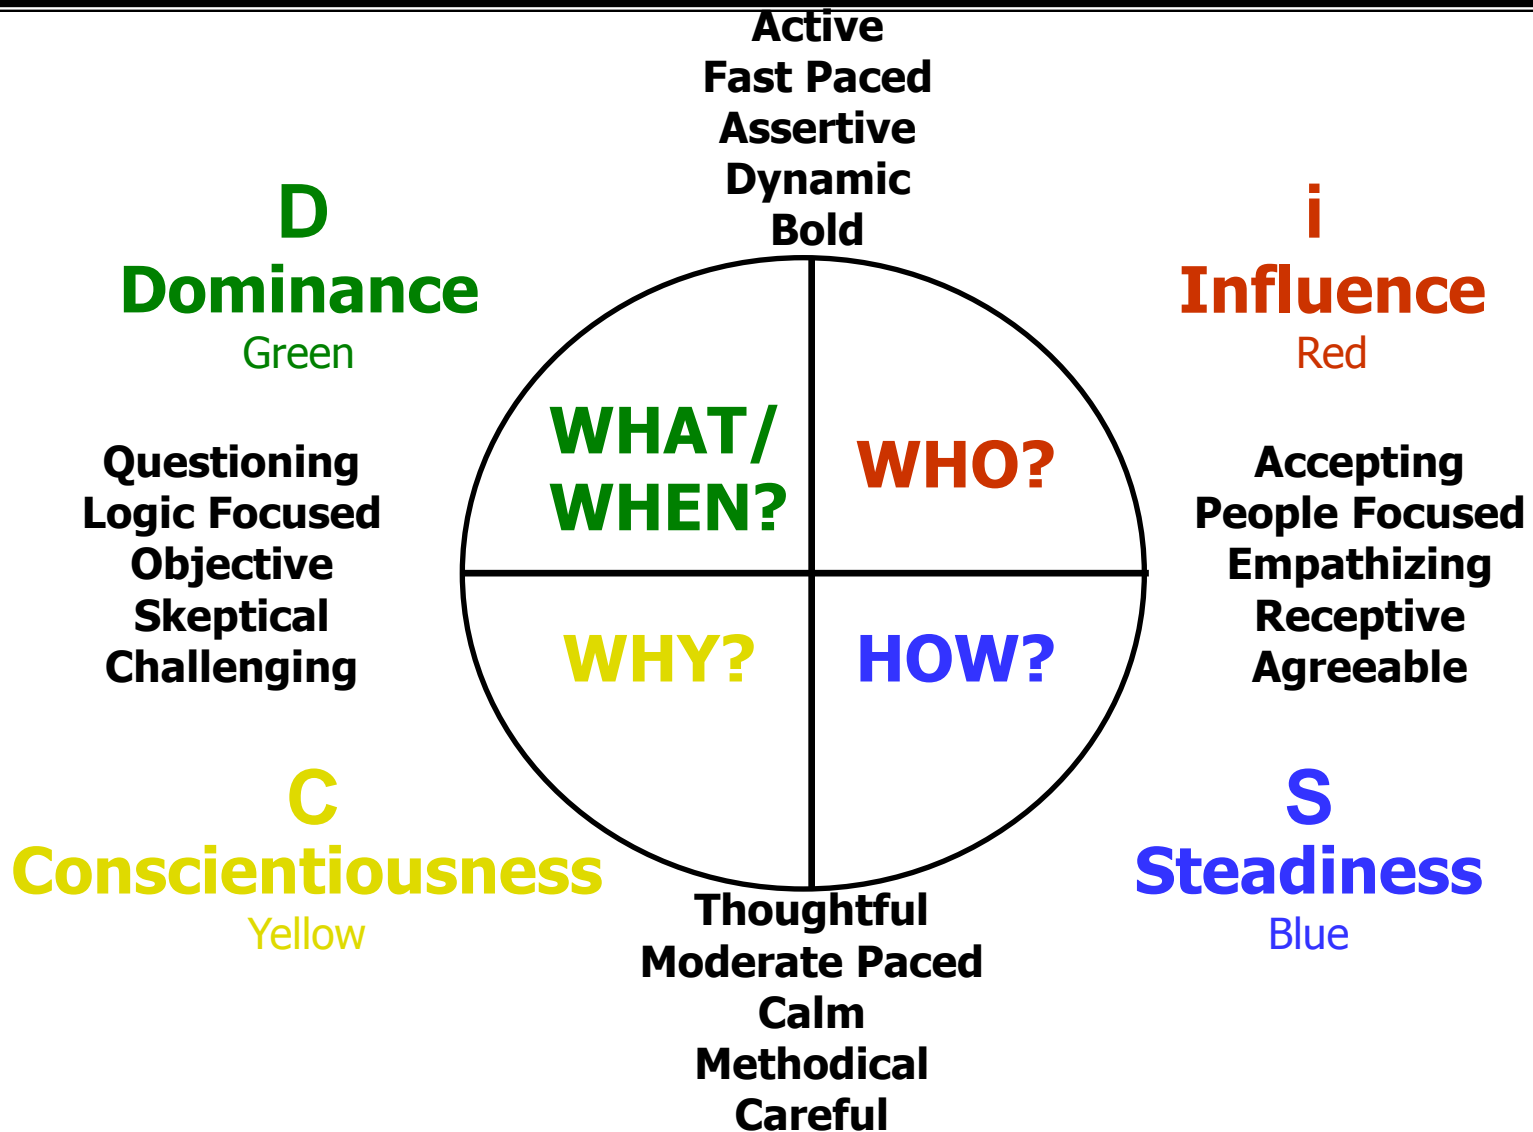 Active
Fast Paced
Assertive
Dynamic
Bold
D
Dominance
Green
i
Influence
Red
WHAT/
WHEN?
WHO?
Questioning
Logic Focused
Objective
Skeptical
Challenging
Accepting
People Focused
Empathizing
Receptive
Agreeable
WHY?
HOW?
C
Conscientiousness
Yellow
S
Steadiness
Blue
Thoughtful
Moderate Paced
Calm
Methodical
Careful